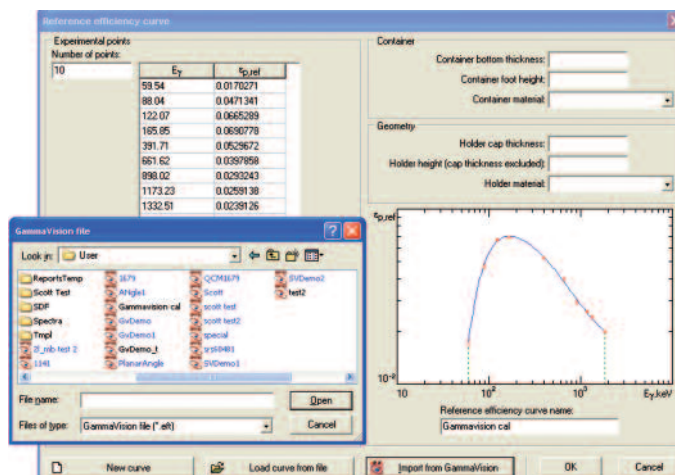 Reference efficiency curve
Experimental points
Number of points:
10
Eγ εp,ref
59.54 0.0170271
88.04 0.0471341
122.07 0.0665289
165.85 0.0690778
391.71 0.0529672
661.62 0.0397858
898.02 0.0293243
1173.23 0.0259138
1332.51 0.0239126
Container
Container bottom thickness:
Container foot height:
Container material:
Geometry
Holder cap thickness:
Holder height (cap thickness excluded):
Holder material:
εp,ref
10⁻²
10 10² 10³ Eγ,keV
Reference efficiency curve name:
Gammavision cal
GammaVision file
Look in: User
ReportsTemp 1679 QCM1679 SVDemo2
Scott Test ANgle1 Scott test2
SDF Gammavision cal scott test
Spectra GvDemo scott test2
Tmpl GvDemo1 special
GvDemo_t
1141 PlanarAngle SVDemo1
File name: Open
Files of type: GammaVision file (*.eft) Cancel
New curve Load curve from file Import from GammaVision OK Cancel